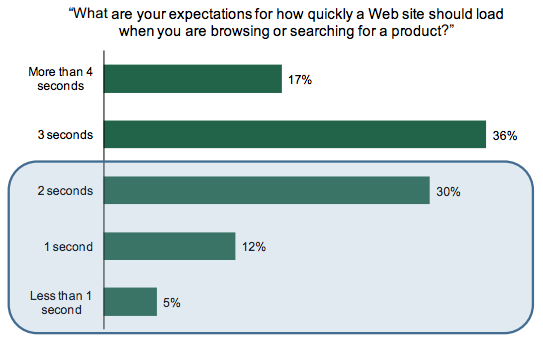 “What are your expectations for how quickly a Web site should load
when you are browsing or searching for a product?”
More than 4
seconds
17%
3 seconds
36%
2 seconds
30%
1 second
12%
Less than 1
second
5%